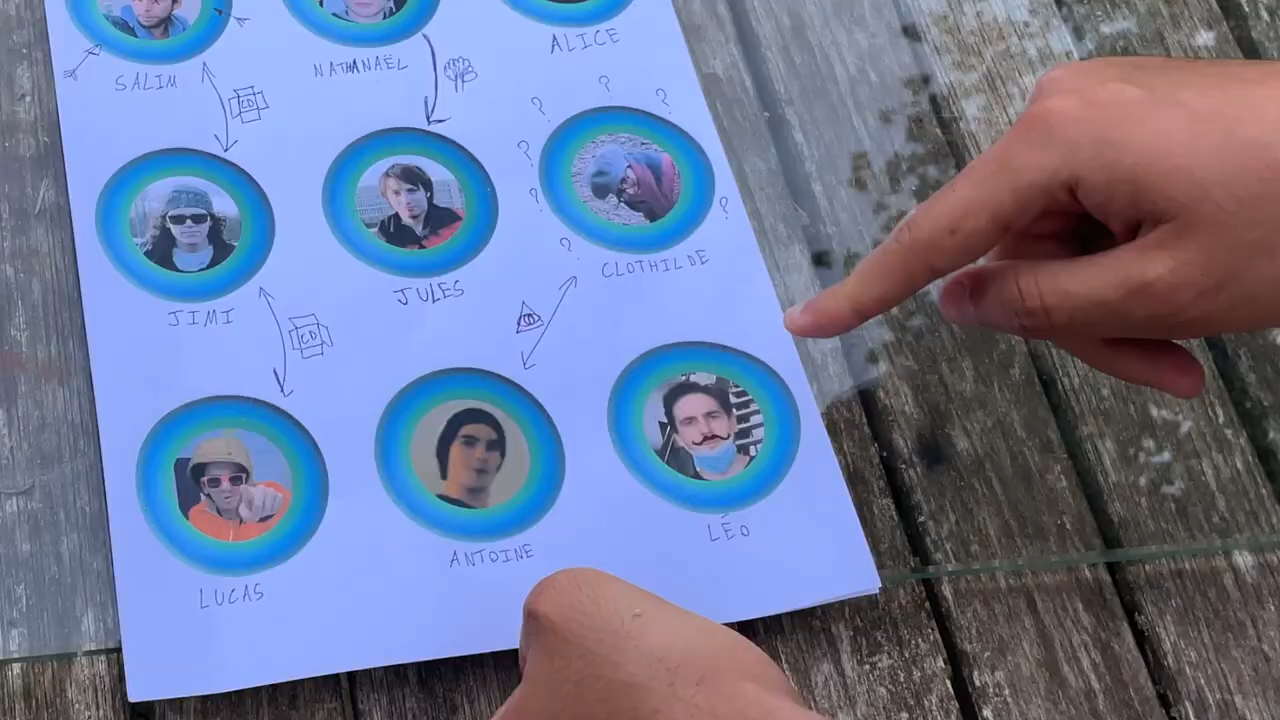 SALIM
NATHANAËL
ALICE
CD
? ? ? ? ? ? ? ?
JIMI
JULES
CLOTHILDE
CD
LUCAS
ANTOINE
LÉO